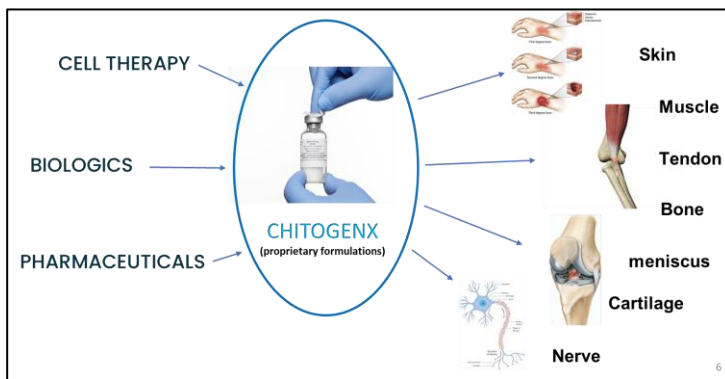 CELL THERAPY
BIOLOGICS
PHARMACEUTICALS
CHITOGENX
(proprietary formulations)
Skin
Muscle
Tendon
Bone
meniscus
Cartilage
Nerve
6